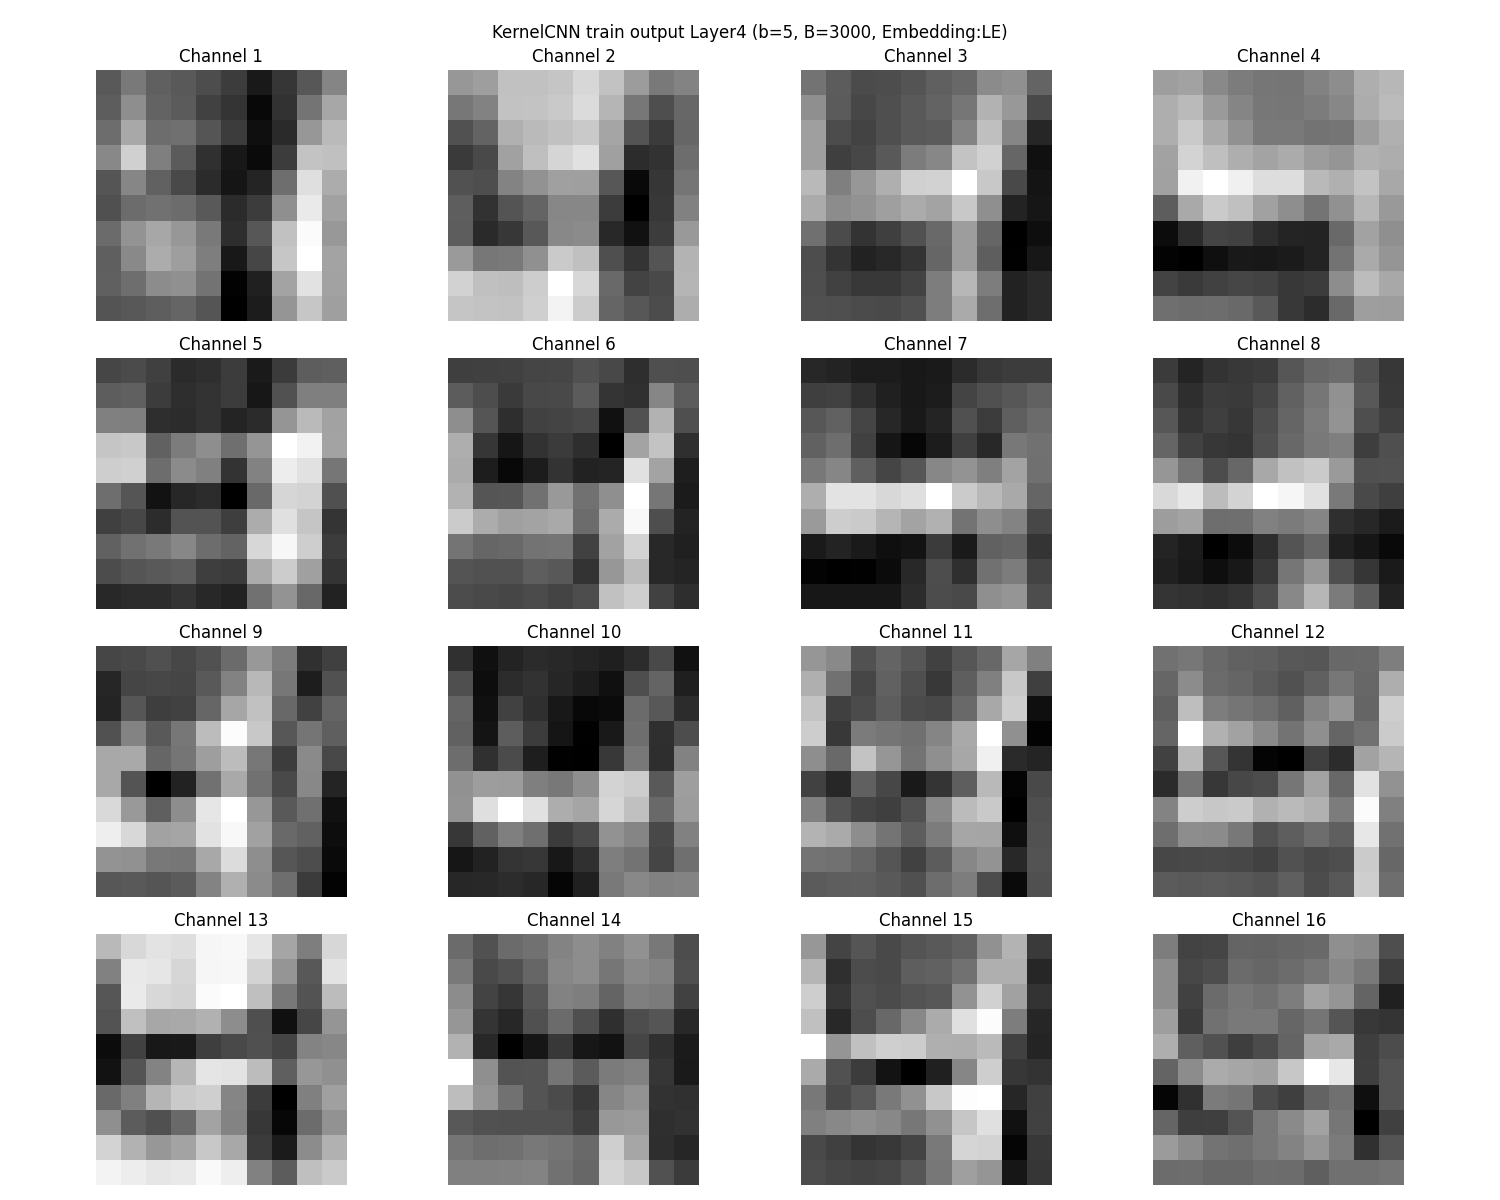 KernelCNN train output Layer4 (b=5, B=3000, Embedding:LE)
Channel 1 Channel 2 Channel 3 Channel 4
Channel 5 Channel 6 Channel 7 Channel 8
Channel 9 Channel 10 Channel 11 Channel 12
Channel 13 Channel 14 Channel 15 Channel 16